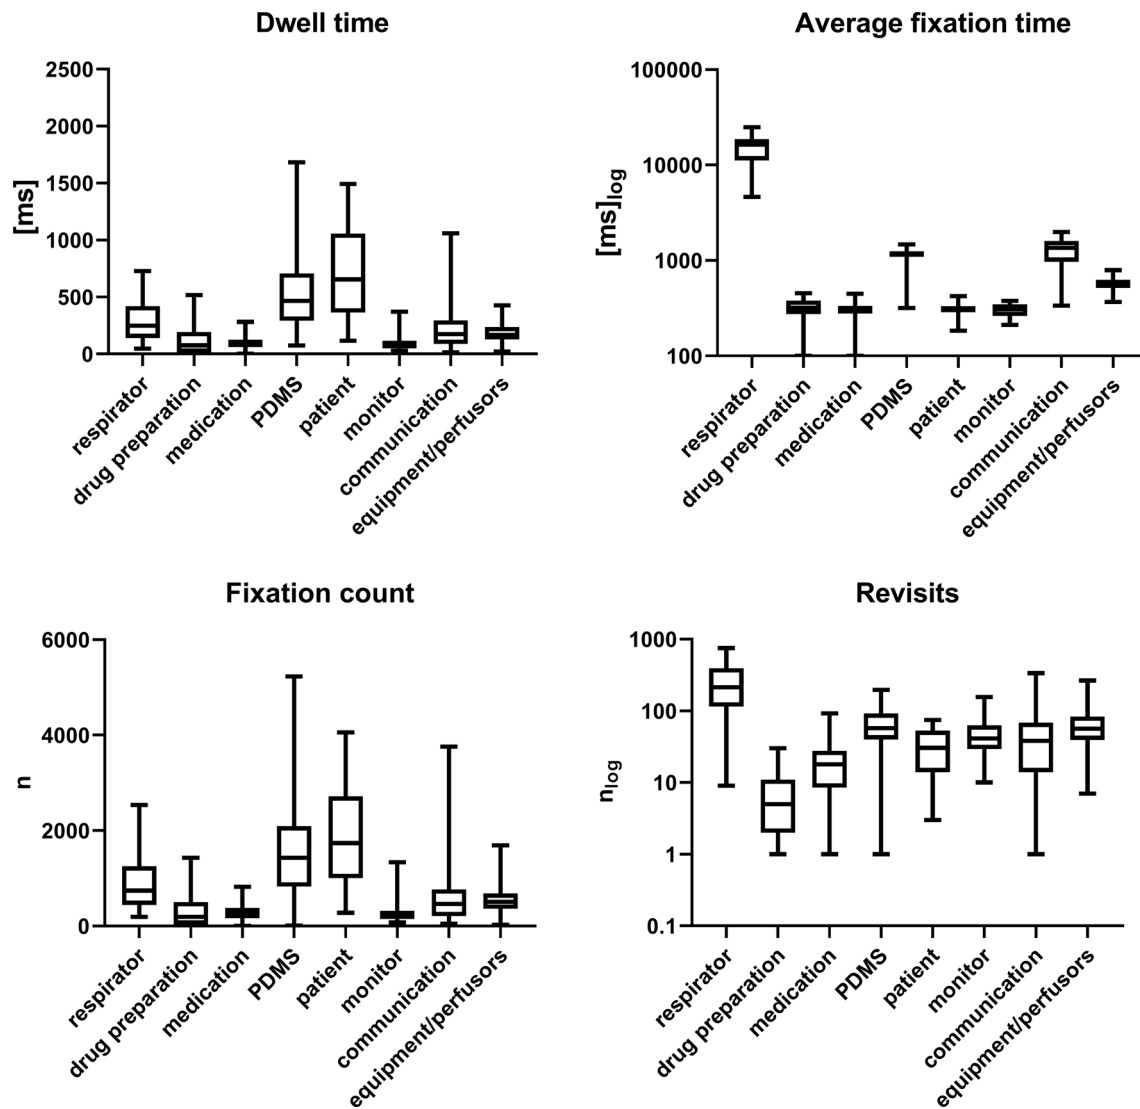 Dwell time
[ms]
2500
2000
1500
1000
500
0
respirator
drug preparation
medication
PDMS
patient
monitor
communication
equipment/perfusors
Average fixation time
[ms]log
100000
10000
1000
100
respirator
drug preparation
medication
PDMS
patient
monitor
communication
equipment/perfusors
Fixation count
n
6000
4000
2000
0
respirator
drug preparation
medication
PDMS
patient
monitor
communication
equipment/perfusors
Revisits
nlog
1000
100
10
1
0.1
respirator
drug preparation
medication
PDMS
patient
monitor
communication
equipment/perfusors